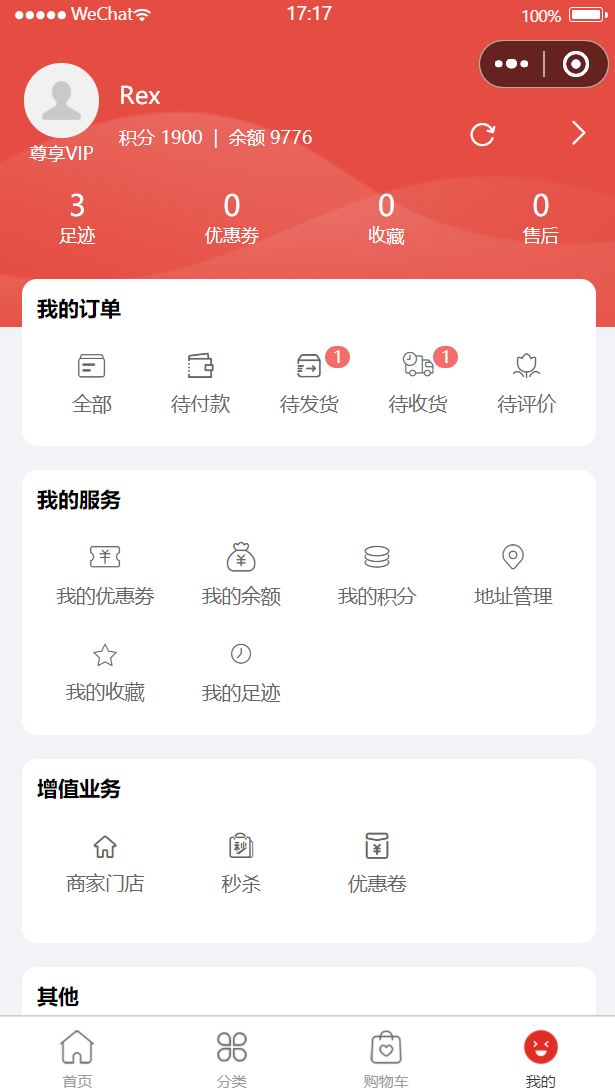 WeChat 17:17 100%
Rex
积分 1900 | 余额 9776
尊享VIP
3 0 0 0
足迹 优惠劵 收藏 售后
我的订单
1 1
全部 待付款 待发货 待收货 待评价
我的服务
我的优惠劵 我的余额 我的积分 地址管理
我的收藏 我的足迹
增值业务
秒
商家门店 秒杀 优惠卷
其他
首页 分类 购物车 我的